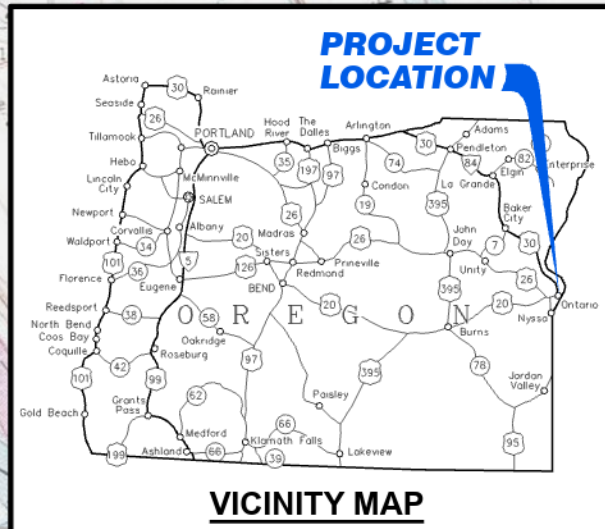 PROJECT
LOCATION
Astoria
30
Rainier
Seaside
26
Tillamook
PORTLAND
Hood
River
The
Dalles
Arlington
Biggs
30
Adams
Pendleton
84
82
Enterprise
Elgin
La Grande
Hebo
McMinnville
35
197
97
74
Lincoln
City
SALEM
Condon
19
395
Baker
City
Newport
Albany
26
Madras
John
Day
7
30
Corvallis
Waldport
34
20
Sisters
26
Prineville
Unity
26
101
5
126
Redmond
Florence
36
Eugene
BEND
20
395
20
Ontario
Nyssa
Reedsport
38
OREGON
58
Oakridge
Burns
North Bend
Coos Bay
Coquille
42
Roseburg
97
78
101
99
395
Jordan
Valley
Gold Beach
Grants
Pass
62
Paisley
Medford
66
Klamath Falls
95
199
Ashland
66
39
Lakeview
VICINITY MAP